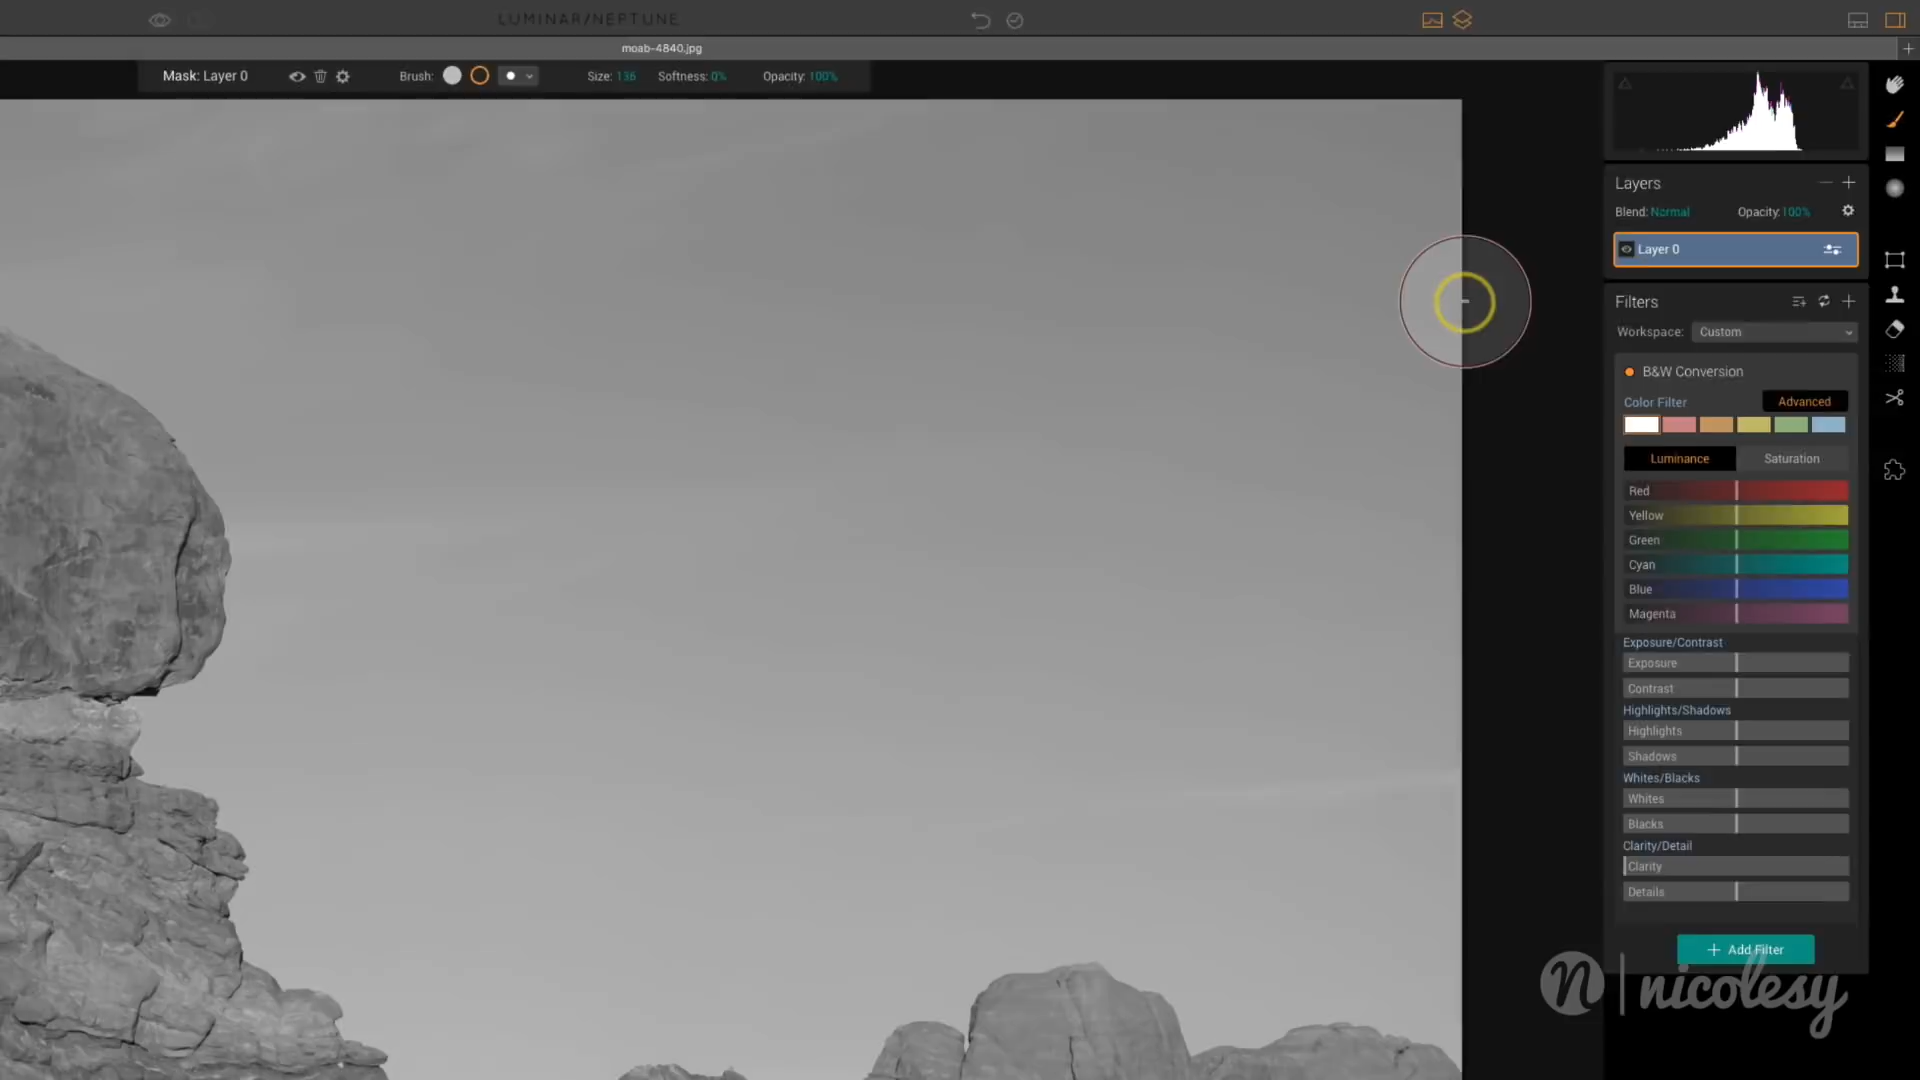 LUMINAR/NEPTUNE
moab-4840.jpg
Mask: Layer 0 Brush: Size: 136 Softness: 0% Opacity: 100%
Layers
Blend: Normal Opacity: 100%
Layer 0
Filters
Workspace: Custom
B&W Conversion
Color Filter Advanced
Luminance Saturation
Red
Yellow
Green
Cyan
Blue
Magenta
Exposure/Contrast
Exposure
Contrast
Highlights/Shadows
Highlights
Shadows
Whites/Blacks
Whites
Blacks
Clarity/Detail
Clarity
Details
+ Add Filter
n | nicolesy